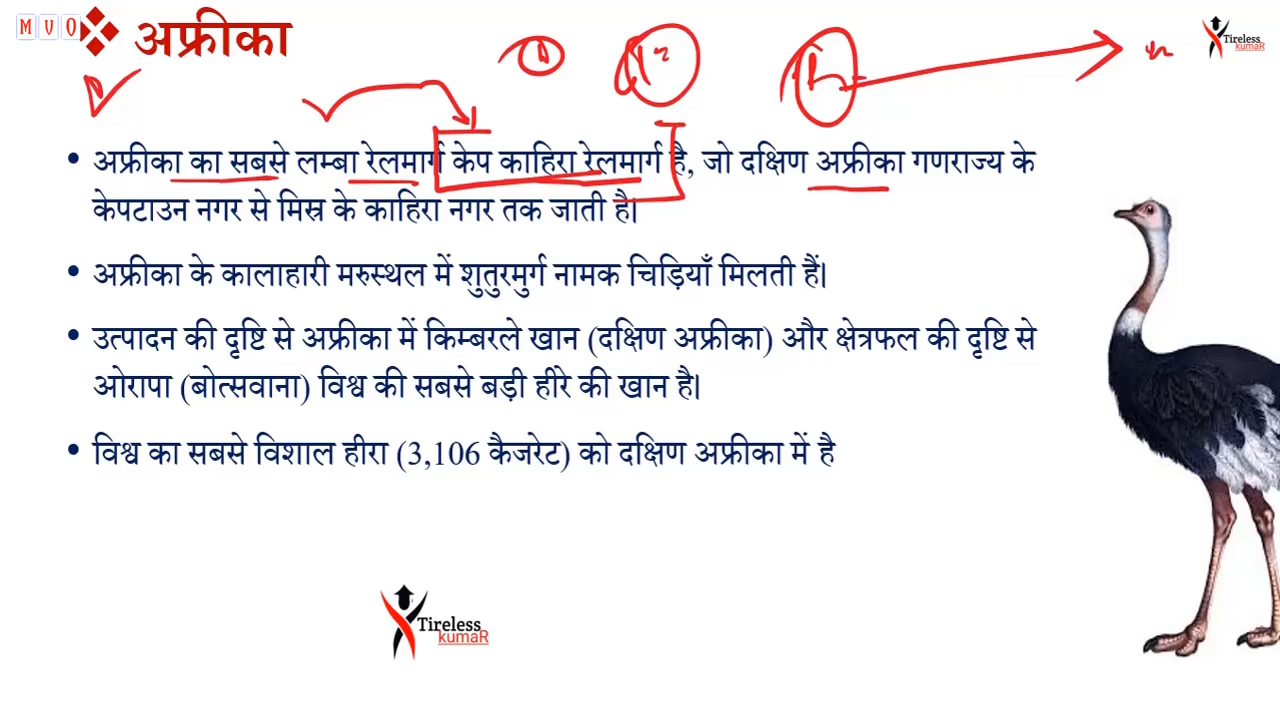 MVO
अफ्रीका
Tireless
kumaR
• अफ्रीका का सबसे लम्बा रेलमार्ग केप काहिरा रेलमार्ग है, जो दक्षिण अफ्रीका गणराज्य के
केपटाउन नगर से मिस्र के काहिरा नगर तक जाती है।
• अफ्रीका के कालाहारी मरुस्थल में शुतुरमुर्ग नामक चिड़ियाँ मिलती हैं।
• उत्पादन की दृष्टि से अफ्रीका में किम्बरले खान (दक्षिण अफ्रीका) और क्षेत्रफल की दृष्टि से
ओरापा (बोत्सवाना) विश्व की सबसे बड़ी हीरे की खान है।
• विश्व का सबसे विशाल हीरा (3,106 कैजरेट) को दक्षिण अफ्रीका में है
Tireless
kumaR